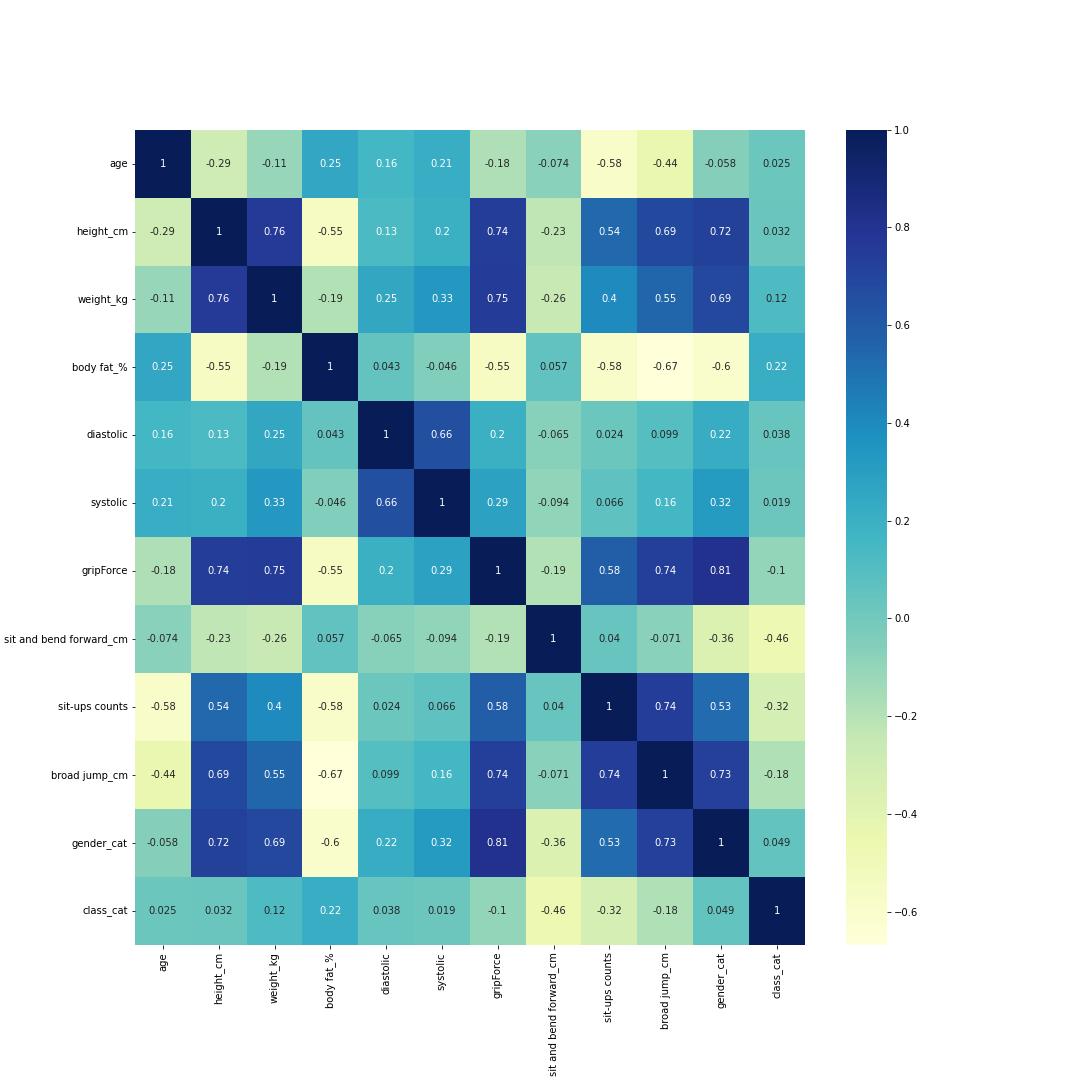 age 1 -0.29 -0.11 0.25 0.16 0.21 -0.18 -0.074 -0.58 -0.44 -0.058 0.025
height_cm -0.29 1 0.76 -0.55 0.13 0.2 0.74 -0.23 0.54 0.69 0.72 0.032
weight_kg -0.11 0.76 1 -0.19 0.25 0.33 0.75 -0.26 0.4 0.55 0.69 0.12
body fat_% 0.25 -0.55 -0.19 1 0.043 -0.046 -0.55 0.057 -0.58 -0.67 -0.6 0.22
diastolic 0.16 0.13 0.25 0.043 1 0.66 0.2 -0.065 0.024 0.099 0.22 0.038
systolic 0.21 0.2 0.33 -0.046 0.66 1 0.29 -0.094 0.066 0.16 0.32 0.019
gripForce -0.18 0.74 0.75 -0.55 0.2 0.29 1 -0.19 0.58 0.74 0.81 -0.1
sit and bend forward_cm -0.074 -0.23 -0.26 0.057 -0.065 -0.094 -0.19 1 0.04 -0.071 -0.36 -0.46
sit-ups counts -0.58 0.54 0.4 -0.58 0.024 0.066 0.58 0.04 1 0.74 0.53 -0.32
broad jump_cm -0.44 0.69 0.55 -0.67 0.099 0.16 0.74 -0.071 0.74 1 0.73 -0.18
gender_cat -0.058 0.72 0.69 -0.6 0.22 0.32 0.81 -0.36 0.53 0.73 1 0.049
class_cat 0.025 0.032 0.12 0.22 0.038 0.019 -0.1 -0.46 -0.32 -0.18 0.049 1
age
height_cm
weight_kg
body fat_%
diastolic
systolic
gripForce
sit and bend forward_cm
sit-ups counts
broad jump_cm
gender_cat
class_cat
1.0
0.8
0.6
0.4
0.2
0.0
−0.2
−0.4
−0.6